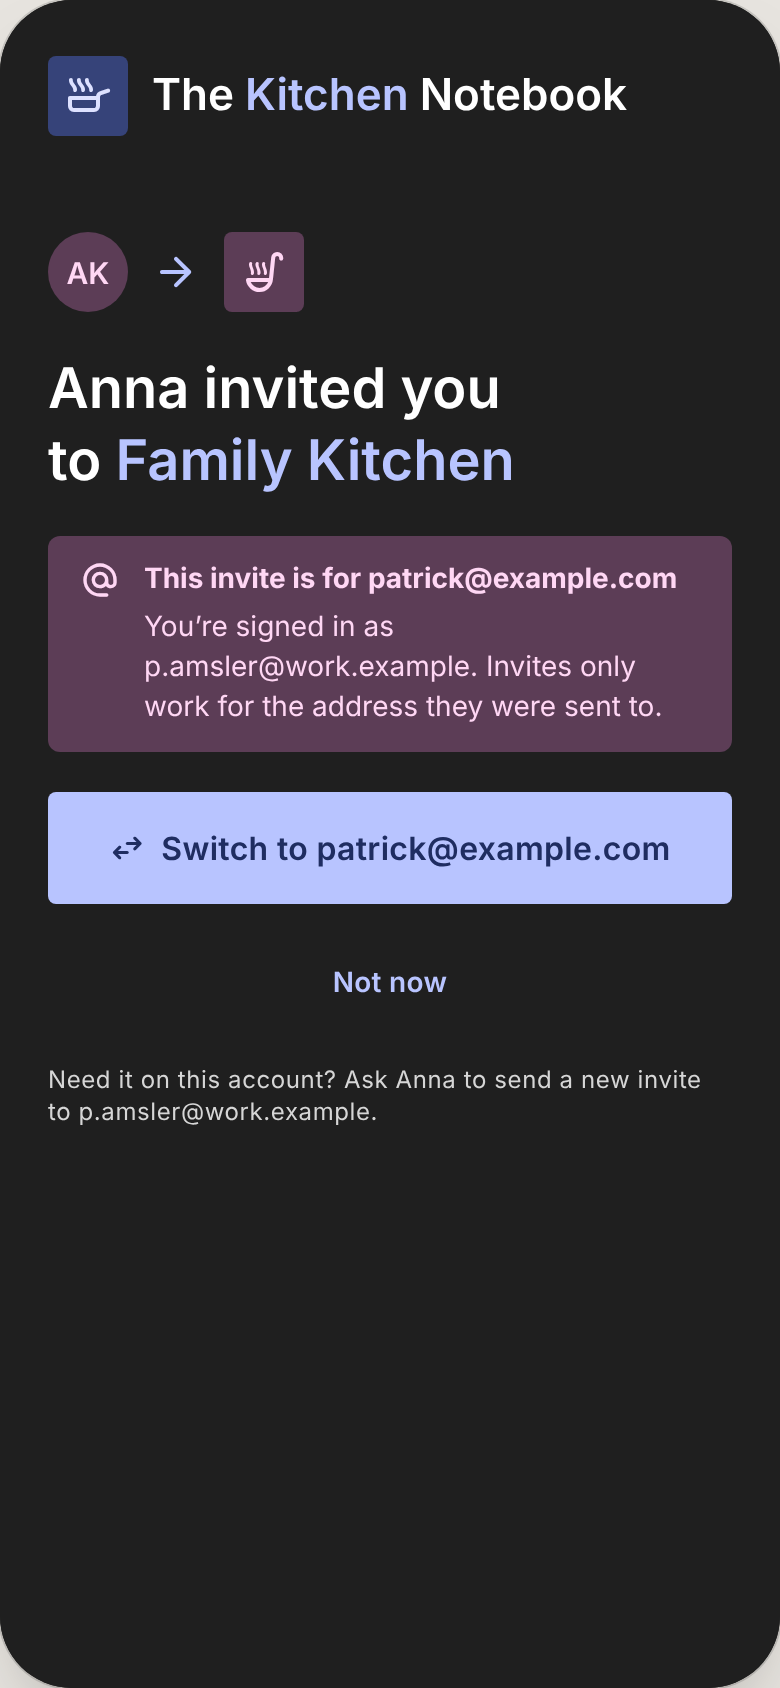 The Kitchen Notebook
AK
Anna invited you
to Family Kitchen
This invite is for patrick@example.com
You’re signed in as
p.amsler@work.example. Invites only
work for the address they were sent to.
Switch to patrick@example.com
Not now
Need it on this account? Ask Anna to send a new invite
to p.amsler@work.example.